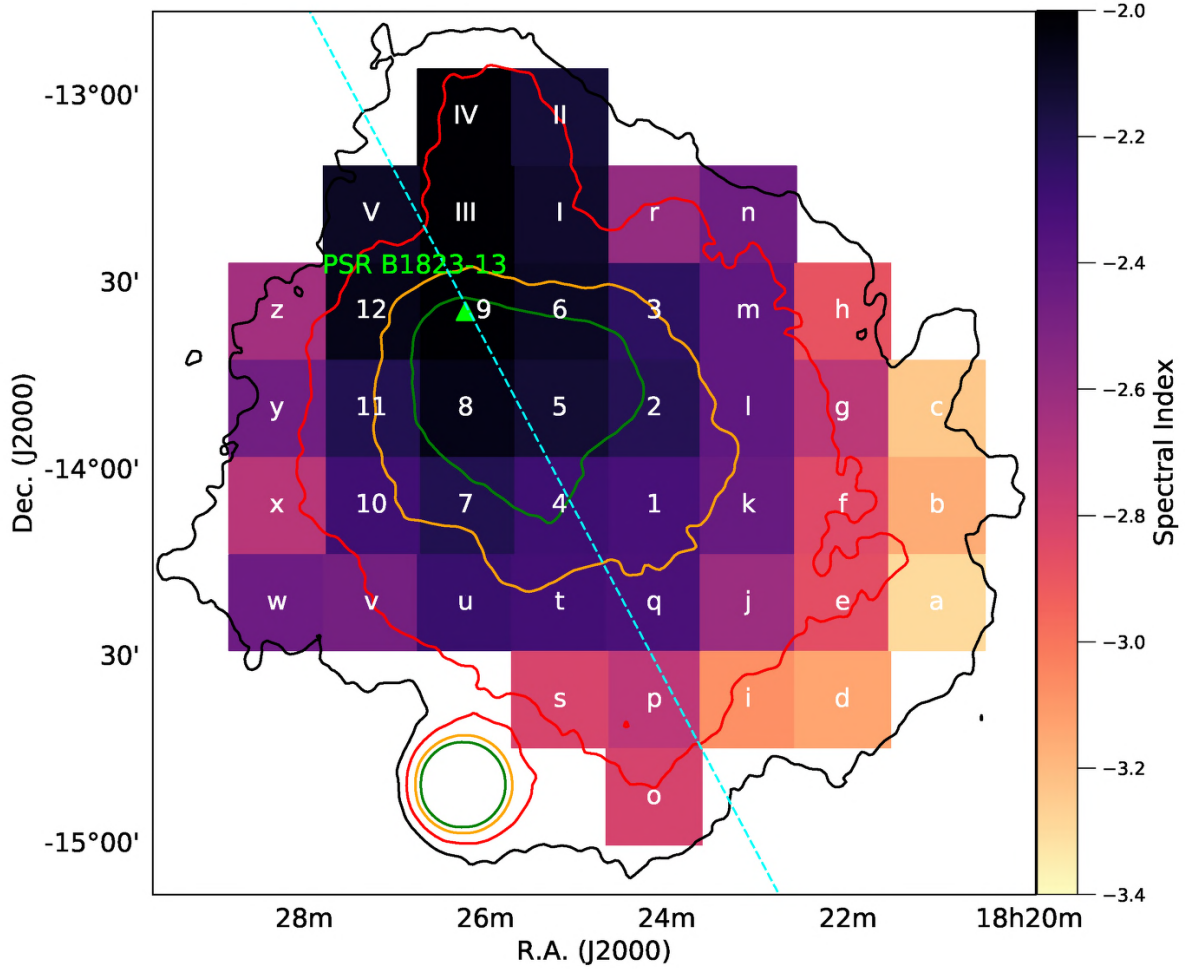 -2.0
-13°00'
IV II
−2.2
V III I r n
PSR B1823-13
−2.4
30'
z 12 9 6 3 m h
−2.6
Dec. (J2000)
y 11 8 5 2 l g c
Spectral Index
-14°00'
x 10 7 4 1 k f b
−2.8
w v u t q j e a
−3.0
30'
s p i d
−3.2
o
-15°00'
−3.4
28m 26m 24m 22m 18h20m
R.A. (J2000)